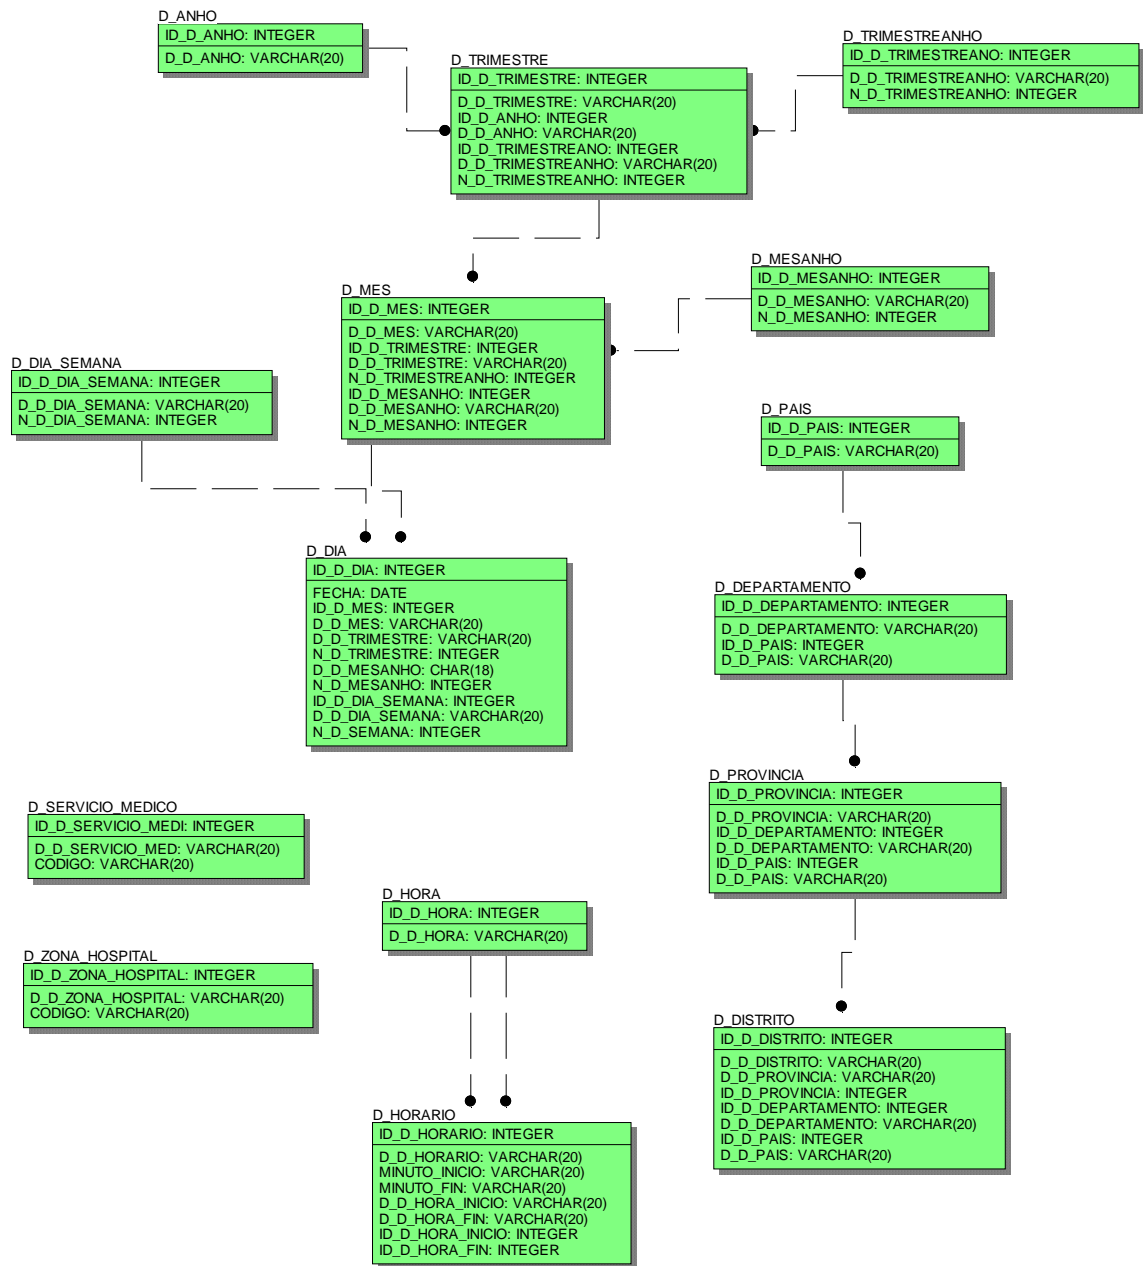 D_ANHO
ID_D_ANHO: INTEGER
D_D_ANHO: VARCHAR(20)
D_TRIMESTRE
ID_D_TRIMESTRE: INTEGER
D_D_TRIMESTRE: VARCHAR(20)
ID_D_ANHO: INTEGER
D_D_ANHO: VARCHAR(20)
ID_D_TRIMESTREANO: INTEGER
D_D_TRIMESTREANHO: VARCHAR(20)
N_D_TRIMESTREANHO: INTEGER
D_TRIMESTREANHO
ID_D_TRIMESTREANO: INTEGER
D_D_TRIMESTREANHO: VARCHAR(20)
N_D_TRIMESTREANHO: INTEGER
D_MESANHO
ID_D_MESANHO: INTEGER
D_D_MESANHO: VARCHAR(20)
N_D_MESANHO: INTEGER
D_MES
ID_D_MES: INTEGER
D_D_MES: VARCHAR(20)
ID_D_TRIMESTRE: INTEGER
D_D_TRIMESTRE: VARCHAR(20)
N_D_TRIMESTREANHO: INTEGER
ID_D_MESANHO: INTEGER
D_D_MESANHO: VARCHAR(20)
N_D_MESANHO: INTEGER
D_DIA_SEMANA
ID_D_DIA_SEMANA: INTEGER
D_D_DIA_SEMANA: VARCHAR(20)
N_D_DIA_SEMANA: INTEGER
D_PAIS
ID_D_PAIS: INTEGER
D_D_PAIS: VARCHAR(20)
D_DIA
ID_D_DIA: INTEGER
FECHA: DATE
ID_D_MES: INTEGER
D_D_MES: VARCHAR(20)
D_D_TRIMESTRE: VARCHAR(20)
N_D_TRIMESTRE: INTEGER
D_D_MESANHO: CHAR(18)
N_D_MESANHO: INTEGER
ID_D_DIA_SEMANA: INTEGER
D_D_DIA_SEMANA: VARCHAR(20)
N_D_SEMANA: INTEGER
D_DEPARTAMENTO
ID_D_DEPARTAMENTO: INTEGER
D_D_DEPARTAMENTO: VARCHAR(20)
ID_D_PAIS: INTEGER
D_D_PAIS: VARCHAR(20)
D_PROVINCIA
ID_D_PROVINCIA: INTEGER
D_D_PROVINCIA: VARCHAR(20)
ID_D_DEPARTAMENTO: INTEGER
D_D_DEPARTAMENTO: VARCHAR(20)
ID_D_PAIS: INTEGER
D_D_PAIS: VARCHAR(20)
D_SERVICIO_MEDICO
ID_D_SERVICIO_MEDI: INTEGER
D_D_SERVICIO_MED: VARCHAR(20)
CODIGO: VARCHAR(20)
D_HORA
ID_D_HORA: INTEGER
D_D_HORA: VARCHAR(20)
D_ZONA_HOSPITAL
ID_D_ZONA_HOSPITAL: INTEGER
D_D_ZONA_HOSPITAL: VARCHAR(20)
CODIGO: VARCHAR(20)
D_DISTRITO
ID_D_DISTRITO: INTEGER
D_D_DISTRITO: VARCHAR(20)
D_D_PROVINCIA: VARCHAR(20)
ID_D_PROVINCIA: INTEGER
ID_D_DEPARTAMENTO: INTEGER
D_D_DEPARTAMENTO: VARCHAR(20)
ID_D_PAIS: INTEGER
D_D_PAIS: VARCHAR(20)
D_HORARIO
ID_D_HORARIO: INTEGER
D_D_HORARIO: VARCHAR(20)
MINUTO_INICIO: VARCHAR(20)
MINUTO_FIN: VARCHAR(20)
D_D_HORA_INICIO: VARCHAR(20)
D_D_HORA_FIN: VARCHAR(20)
ID_D_HORA_INICIO: INTEGER
ID_D_HORA_FIN: INTEGER